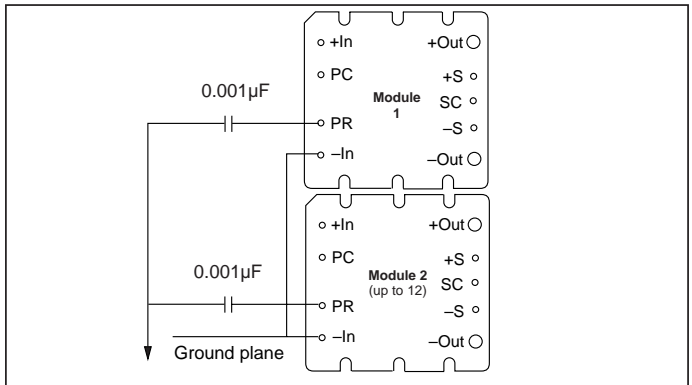 +In
+Out
PC
+S
0.001µF
Module
1
SC
PR
–S
–In
–Out
+In
+Out
PC
+S
0.001µF
Module 2
(up to 12)
SC
PR
–S
–In
–Out
Ground plane